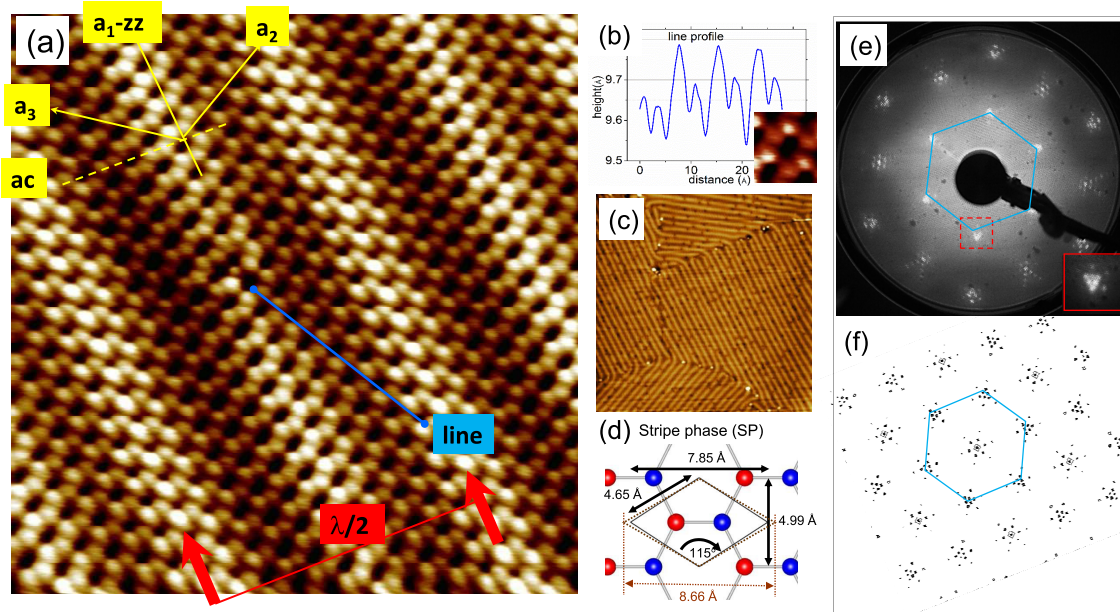 (a)
a1-zz
a2
a3
ac
line
λ/2
(b)
line profile
9.7
9.6
9.5
height(Å)
0
10
20
distance (Å)
(c)
(d)
Stripe phase (SP)
7.85 Å
4.65 Å
4.99 Å
115°
8.66 Å
(e)
(f)